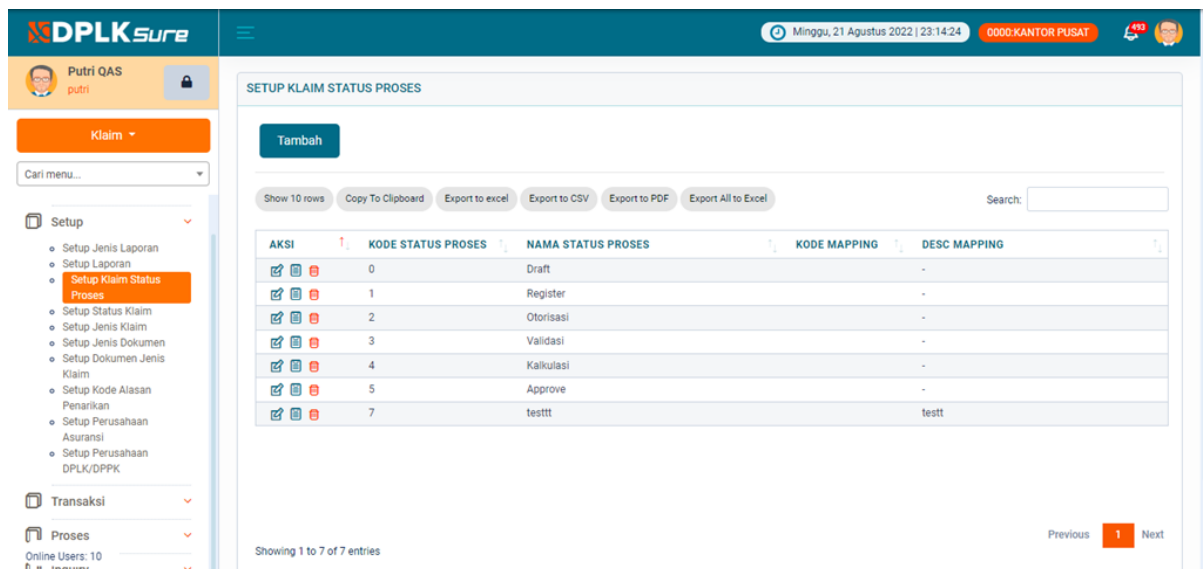 DPLKSure
Minggu, 21 Agustus 2022 | 23:14:24
0000:KANTOR PUSAT
493
Putri QAS
putri
Klaim
Cari menu...
Setup
Setup Jenis Laporan
Setup Laporan
Setup Klaim Status
Proses
Setup Status Klaim
Setup Jenis Klaim
Setup Jenis Dokumen
Setup Dokumen Jenis
Klaim
Setup Kode Alasan
Penarikan
Setup Perusahaan
Asuransi
Setup Perusahaan
DPLK/DPPK
Transaksi
Proses
Online Users: 10
Inquiry
SETUP KLAIM STATUS PROSES
Tambah
Show 10 rows Copy To Clipboard Export to excel Export to CSV Export to PDF Export All to Excel Search:
AKSI KODE STATUS PROSES NAMA STATUS PROSES KODE MAPPING DESC MAPPING
0 Draft -
1 Register -
2 Otorisasi -
3 Validasi -
4 Kalkulasi -
5 Approve -
7 testtt testt
Previous 1 Next
Showing 1 to 7 of 7 entries